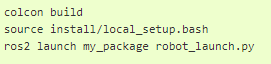 colcon build
source install/local_setup.bash
ros2 launch my_package robot_launch.py